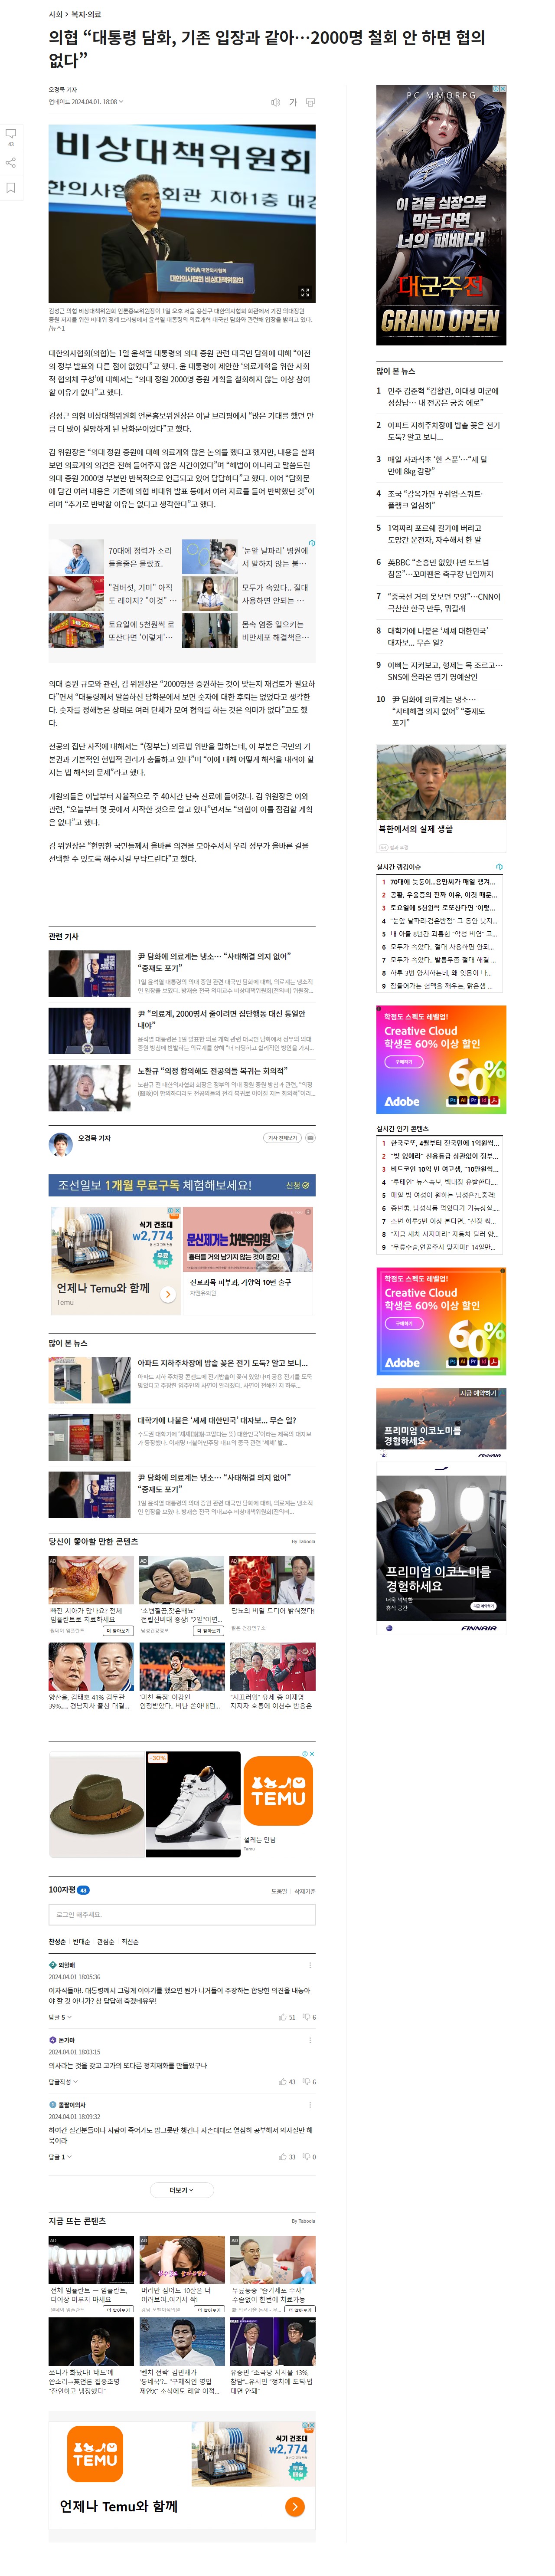 사회 > 복지·의료
의협 “대통령 담화, 기존 입장과 같아…2000명 철회 안 하면 협의
없다”
오경묵 기자
업데이트 2024.04.01. 18:08
가
43
비상대책위원회
KMA 대한의사협회
대한의사협회 비상대책위원회
김성근 의협 비상대책위원회 언론홍보위원장이 1일 오후 서울 용산구 대한의사협회 회관에서 가진 의대정원
증원 저지를 위한 비대위 정례 브리핑에서 윤석열 대통령의 의료개혁 대국민 담화와 관련해 입장을 밝히고 있다.
/뉴스1
대한의사협회(의협)는 1일 윤석열 대통령의 의대 증원 관련 대국민 담화에 대해 “이전
의 정부 발표와 다른 점이 없었다”고 했다. 윤 대통령이 제안한 ‘의료개혁을 위한 사회
적 협의체 구성’에 대해서는 “의대 정원 2000명 증원 계획을 철회하지 않는 이상 참여
할 이유가 없다”고 했다.
김성근 의협 비상대책위원회 언론홍보위원장은 이날 브리핑에서 “많은 기대를 했던 만
큼 더 많이 실망하게 된 담화문이었다”고 했다.
김 위원장은 “의대 정원 증원에 대해 의료계와 많은 논의를 했다고 했지만, 내용을 살펴
보면 의료계의 의견은 전혀 들어주지 않은 시간이었다”며 “해법이 아니라고 말씀드린
의대 증원 2000명 부분만 반복적으로 언급되고 있어 답답하다”고 했다. 이어 “담화문
에 담긴 여러 내용은 기존에 의협 비대위 발표 등에서 여러 자료를 들어 반박했던 것”이
라며 “추가로 반박할 이유는 없다고 생각한다”고 했다.
70대에 정력가 소리
들을줄은 몰랐죠.
'눈앞 날파리' 병원에
서 말하지 않는 불…
"검버섯, 기미" 아직
도 레이저? "이것" …
모두가 속았다.. 절대
사용하면 안되는 …
토요일에 5천원씩 로
또산다면 '이렇게'…
몸속 염증 일으키는
비만세포 해결책은…
의대 증원 규모와 관련, 김 위원장은 “2000명을 증원하는 것이 맞는지 재검토가 필요하
다”면서 “대통령께서 말씀하신 담화문에서 보면 숫자에 대한 후퇴는 없었다고 생각한
다. 숫자를 정해놓은 상태로 여러 단체가 모여 협의를 하는 것은 의미가 없다”고도 했
다.
전공의 집단 사직에 대해서는 “(정부는) 의료법 위반을 말하는데, 이 부분은 국민의 기
본권과 기본적인 헌법적 권리가 충돌하고 있다”며 “이에 대해 어떻게 해석을 내려야 할
지는 법 해석의 문제”라고 했다.
개원의들은 이날부터 자율적으로 주 40시간 단축 진료에 들어갔다. 김 위원장은 이와
관련, “오늘부터 몇 곳에서 시작한 것으로 알고 있다”면서도 “의협이 이를 점검할 계획
은 없다”고 했다.
김 위원장은 “현명한 국민들께서 올바른 의견을 모아주셔서 우리 정부가 올바른 길을
선택할 수 있도록 해주시길 부탁드린다”고 했다.
관련 기사
尹 담화에 의료계는 냉소… “사태해결 의지 없어”
“중재도 포기”
1일 윤석열 대통령의 의대 증원 관련 대국민 담화에 대해, 의료계는 냉소적
인 입장을 보였다. 방재승 전국 의대교수 비상대책위원회(전의비) 위원장...
尹 “의료계, 2000명서 줄이려면 집단행동 대신 통일안
내야”
윤석열 대통령은 1일 발표한 의료 개혁 관련 대국민 담화에서 정부의 의대
증원 방침에 반발하는 의료계를 향해 “더 타당하고 합리적인 방안을 가져...
노환규 “의정 합의해도 전공의들 복귀는 회의적”
노환규 전 대한의사협회 회장은 정부의 의대 정원 증원 방침과 관련, “의정
(醫政)이 합의하더라도 전공의들의 전격 복귀로 이어질 지는 회의적”이라...
오경묵 기자
기사 전체보기
조선일보 1개월 무료구독 체험해보세요!
신청
식기 건조대
₩2,774
무료 배송
언제나 Temu와 함께
Temu
문신제거는 차앤유의원
흉터를 거의 남기지 않는 것이 중요!
진료과목 피부과, 가양역 10번 출구
차앤유의원
많이 본 뉴스
아파트 지하주차장에 밥솥 꽂은 전기 도둑? 알고 보니...
아파트 지하 주차장 콘센트에 전기밥솥이 꽂혀 있었다며 공용 전기를 도둑
맞았다고 주장한 입주민의 사연이 알려졌다. 사연이 전해진 지 하루...
대학가에 나붙은 ‘셰셰 대한민국’ 대자보… 무슨 일?
수도권 대학가에 ‘셰셰(謝謝·고맙다는 뜻) 대한민국’이라는 제목의 대자보
가 등장했다. 이재명 더불어민주당 대표의 중국 관련 ‘셰셰’ 발...
尹 담화에 의료계는 냉소… “사태해결 의지 없어”
“중재도 포기”
1일 윤석열 대통령의 의대 증원 관련 대국민 담화에 대해, 의료계는 냉소적
인 입장을 보였다. 방재승 전국 의대교수 비상대책위원회(전의비)...
당신이 좋아할 만한 콘텐츠
By Taboola
AD
AD
AD
빠진 치아가 많나요? 전체
임플란트로 치료하세요
원데이 임플란트
더 알아보기
'소변찔끔,잦은배뇨'
전립선비대 증상! "2알"이면…
남성건강정보
더 알아보기
당뇨의 비밀 드디어 밝혀졌다!
맑은 건강연구소
양산을, 김태호 41% 김두관
39%…. 경남지사 출신 대결…
'미친 득점' 이강인
인정받았다, 비난 쏟아내던…
“시끄러워” 유세 중 이재명
지지자 호통에 이천수 반응은
-30%
TEMU
설레는 만남
Temu
100자평 43
도움말
삭제기준
로그인 해주세요.
찬성순 반대순 관심순 최신순
외할배
2024.04.01 18:05:36
이자석들아!. 대통령께서 그렇게 이야기를 했으면 뭔가 너거들이 주장하는 합당한 의견을 내놓아
야 할 것 아니가? 참 답답해 죽겠네유우!
답글 5
51
6
돈가마
2024.04.01 18:03:15
의사라는 것을 갖고 고가의 또다른 정치재화를 만들었구나
답글작성
43
6
돌팔이의사
2024.04.01 18:09:32
하여간 질긴분들이다 사람이 죽어가도 밥그릇만 챙긴다 자손대대로 열심히 공부해서 의사질만 해
묵어라
답글 1
33
0
더보기
지금 뜨는 콘텐츠
By Taboola
AD
AD
AD
전체 임플란트 — 임플란트,
더이상 미루지 마세요
원데이 임플란트
더 알아보기
머리만 심어도 10살은 더
어려보여..여기서 싹!
강남 모발이식의원
더 알아보기
무릎통증 "줄기세포 주사"
수술없이 한번에 치료가능
더 알아보기
쏘니가 화났다! '태도'에
쓴소리→英언론 집중조명
"잔인하고 냉정했다"
'벤치 전락' 김민재가
'동네북'?… "구체적인 영입
제안X" 소식에도 레알 이적…
유승민 “조국당 지지율 13%,
참담”…유시민 “정치에 도덕·법
대면 안돼”
TEMU
식기 건조대
₩2,774
무료 배송
언제나 Temu와 함께
PC MMORPG
이 검을 심장으로
막는다면
너의 패배다!
대군주전
GRAND OPEN
많이 본 뉴스
1 민주 김준혁 “김활란, 이대생 미군에
성상납… 내 전공은 궁중 에로”
2 아파트 지하주차장에 밥솥 꽂은 전기
도둑? 알고 보니...
3 매일 사과식초 ‘한 스푼’…“세 달
만에 8kg 감량”
4 조국 “감옥가면 푸쉬업·스쿼트·
플랭크 열심히”
5 1억짜리 포르쉐 길가에 버리고
도망간 운전자, 자수해서 한 말
6 英BBC “손흥민 없었다면 토트넘
침몰”…꼬마팬은 축구장 난입까지
7 “중국선 거의 못보던 모양”…CNN이
극찬한 한국 만두, 뭐길래
8 대학가에 나붙은 ‘셰셰 대한민국’
대자보… 무슨 일?
9 아빠는 지켜보고, 형제는 목 조르고…
SNS에 올라온 엽기 명예살인
10 尹 담화에 의료계는 냉소…
“사태해결 의지 없어” “중재도
포기”
북한에서의 실제 생활
실시간 랭킹이슈
1 70대에 늦둥이..용만씨가 매일 챙겨…
2 공황, 우울증의 진짜 이유, 이것 때문…
3 토요일에 5천원씩 로또산다면 '이렇…
4 "눈앞 날파리·검은반점" 그 동안 낫지…
5 내 아들 8년간 괴롭힌 "악성 비염" 고…
6 모두가 속았다.. 절대 사용하면 안되…
7 모두가 속았다.. 발톱무좀 절대 해결 …
8 하루 3번 양치하는데, 왜 잇몸이 나…
9 잠들어가는 혈맥을 깨우는, 맑은샘 …
학점도 스펙도 레벨업!
Creative Cloud
학생은 60% 이상 할인
구매하기
60%
Adobe
실시간 인기 콘텐츠
1 한국로또, 4월부터 전국민에 1억원씩…
2 "빚 없애라" 신용등급 상관없이 정부…
3 비트코인 10억 번 여고생, "10만원씩…
4 "루테인" 뉴스속보, 백내장 유발한다…
5 매일 밤 여성이 원하는 남성은?!.충격!
6 중년男, 남성식품 먹었다가 기능상실…
7 소변 하루5번 이상 본다면.. "신장 썩…
8 "지금 새차 사지마라" 자동차 딜러 양…
9 "무릎수술,연골주사 맞지마!" 14일만…
학점도 스펙도 레벨업!
Creative Cloud
학생은 60% 이상 할인
구매하기
60%
Adobe
지금 예약하기
프리미엄 이코노미를
경험하세요
FINNAIR
프리미엄 이코노미를
경험하세요
더욱 넉넉한
휴식 공간
지금 예약하기
FINNAIR